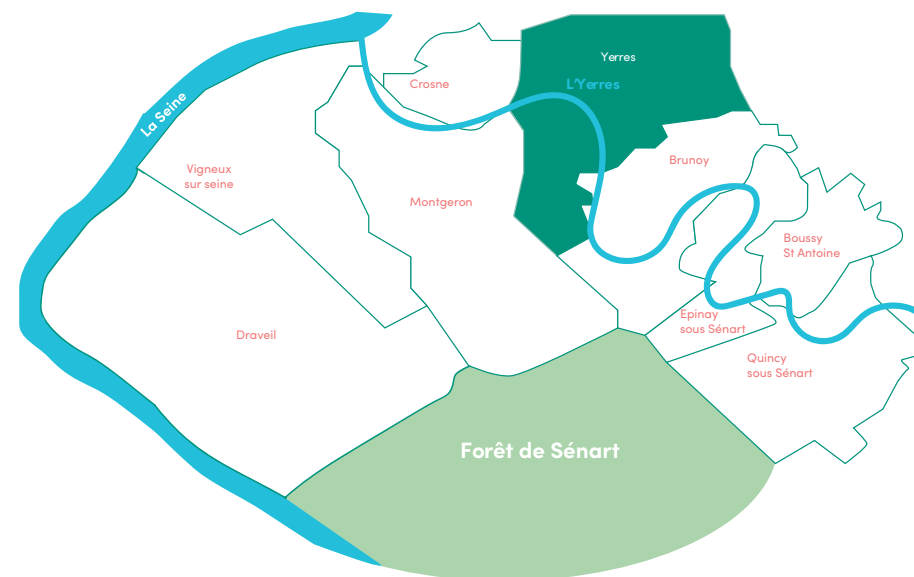 Yerres
L'Yerres
Crosne
La Seine
Brunoy
Vigneux
sur seine
Montgeron
Boussy
St Antoine
Epinay
sous Sénart
Draveil
Quincy
sous Sénart
Forêt de Sénart